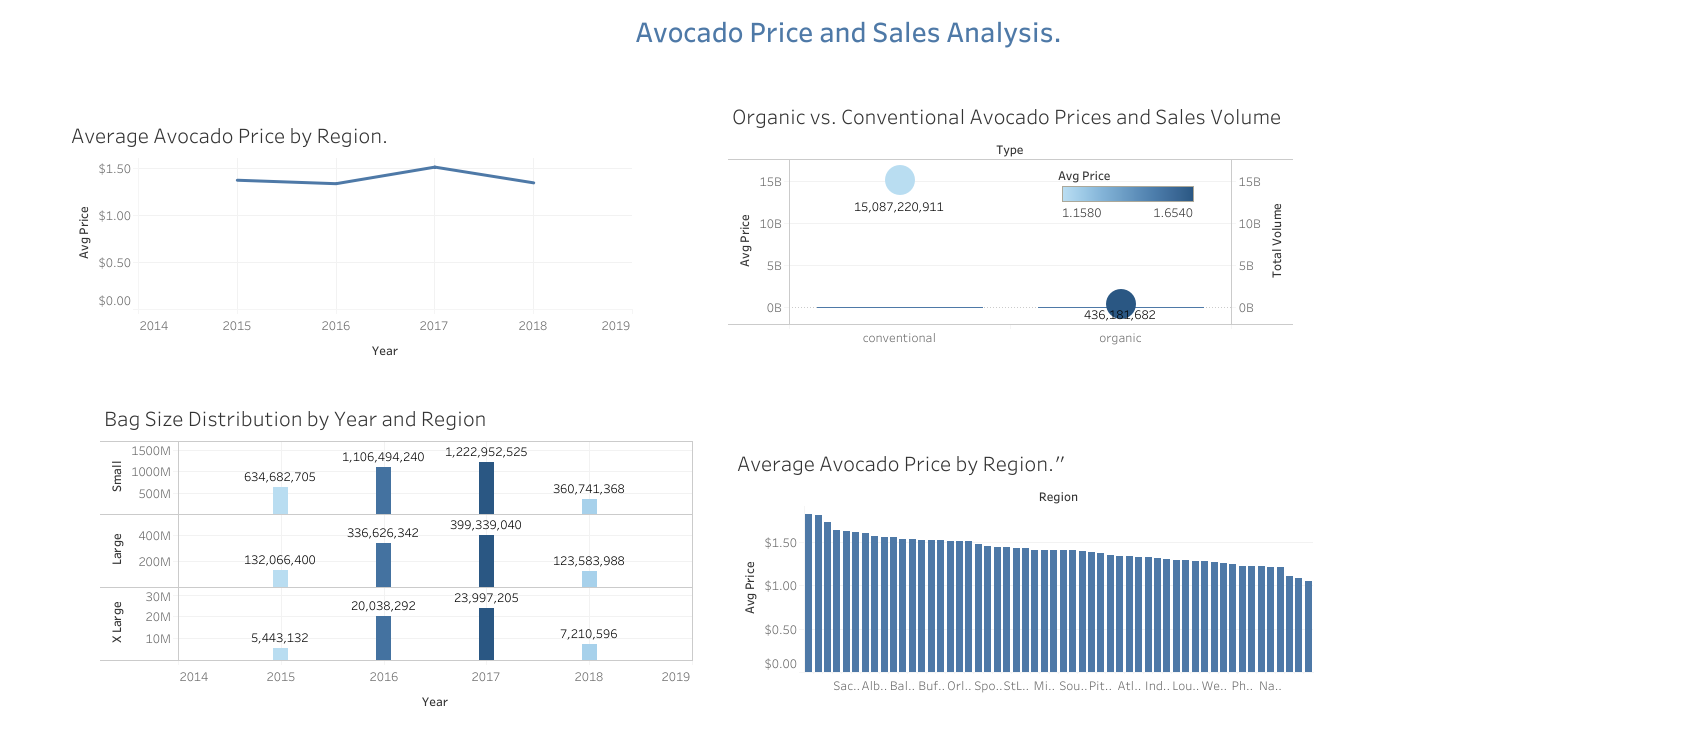 Avocado Price and Sales Analysis.
Average Avocado Price by Region.
Avg Price
$1.50
$1.00
$0.50
$0.00
2014 2015 2016 2017 2018 2019
Year
Organic vs. Conventional Avocado Prices and Sales Volume
Type
Avg Price
15B
10B
5B
0B
15,087,220,911
Avg Price
1.1580 1.6540
436,181,682
15B
10B
5B
0B
Total Volume
conventional organic
Bag Size Distribution by Year and Region
Small
1500M
1000M
500M
634,682,705 1,106,494,240 1,222,952,525 360,741,368
Large
400M
200M
132,066,400 336,626,342 399,339,040 123,583,988
X Large
30M
20M
10M
5,443,132 20,038,292 23,997,205 7,210,596
2014 2015 2016 2017 2018 2019
Year
Average Avocado Price by Region.”
Region
Avg Price
$1.50
$1.00
$0.50
$0.00
Sac.. Alb.. Bal.. Buf.. Orl.. Spo.. StL.. Mi.. Sou.. Pit.. Atl.. Ind.. Lou.. We.. Ph.. Na..